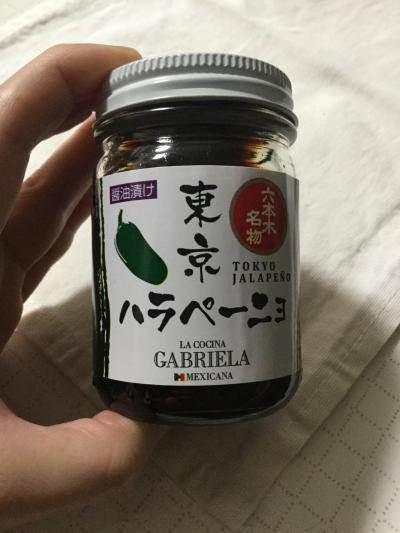 醤油漬け
東京
六本木
名物
TOKYO
JALAPEÑO
ハラペーニョ
LA COCINA
GABRIELA
MEXICANA